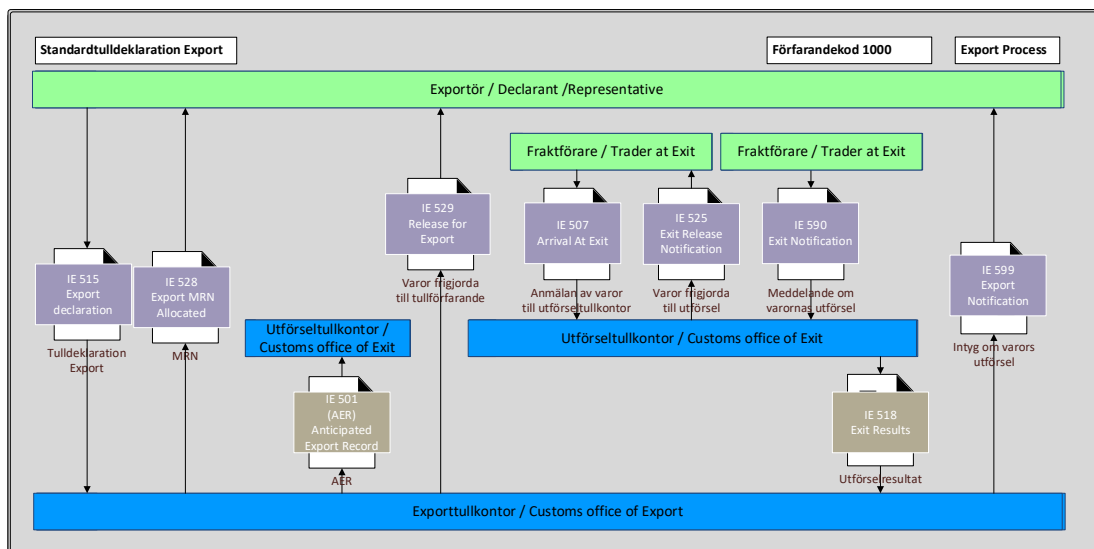 Standardtulldeklaration Export
Förfarandekod 1000
Export Process
Exportör / Declarant /Representative
Fraktförare / Trader at Exit
Fraktförare / Trader at Exit
IE 529
Release for
Export
Varor frigjorda
till tullförfarande
IE 507
Arrival At Exit
Anmälan av varor
till utförseltullkontor
IE 525
Exit Release
Notification
Varor frigjorda
till utförsel
IE 590
Exit Notification
Meddelande om
varornas utförsel
IE 515
Export
declaration
Tulldeklaration
Export
IE 528
Export MRN
Allocated
MRN
IE 599
Export
Notification
Intyg om varors
utförsel
Utförseltullkontor /
Customs office of Exit
Utförseltullkontor / Customs office of Exit
IE 501
(AER)
Anticipated
Export Record
AER
IE 518
Exit Results
Utförselresultat
Exporttullkontor / Customs office of Export